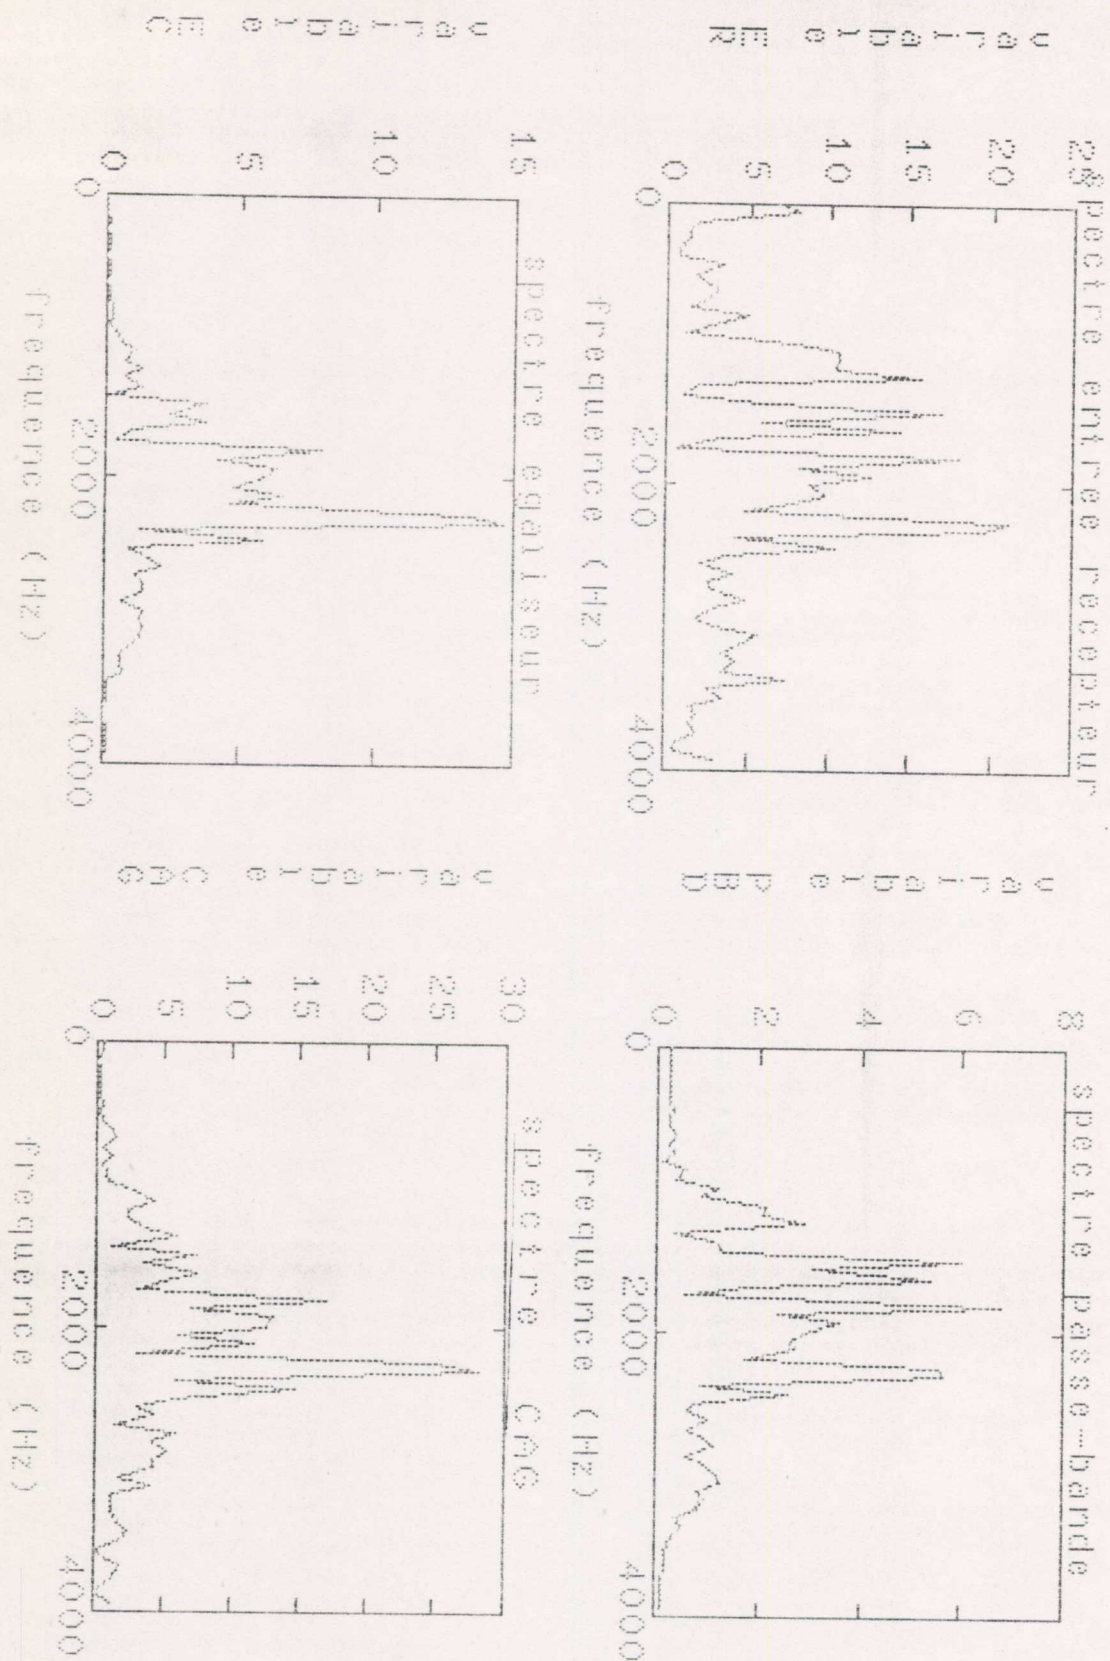 spectre entree recepteur
variable ER
25
20
15
10
5
0
0
2000
4000
frequence (Hz)
spectre passe-bande
variable PBD
8
6
4
2
0
0
2000
4000
frequence (Hz)
spectre egaliseur
variable EC
15
10
5
0
0
2000
4000
frequence (Hz)
spectre CAG
variable CAG
30
25
20
15
10
5
0
0
2000
4000
frequence (Hz)